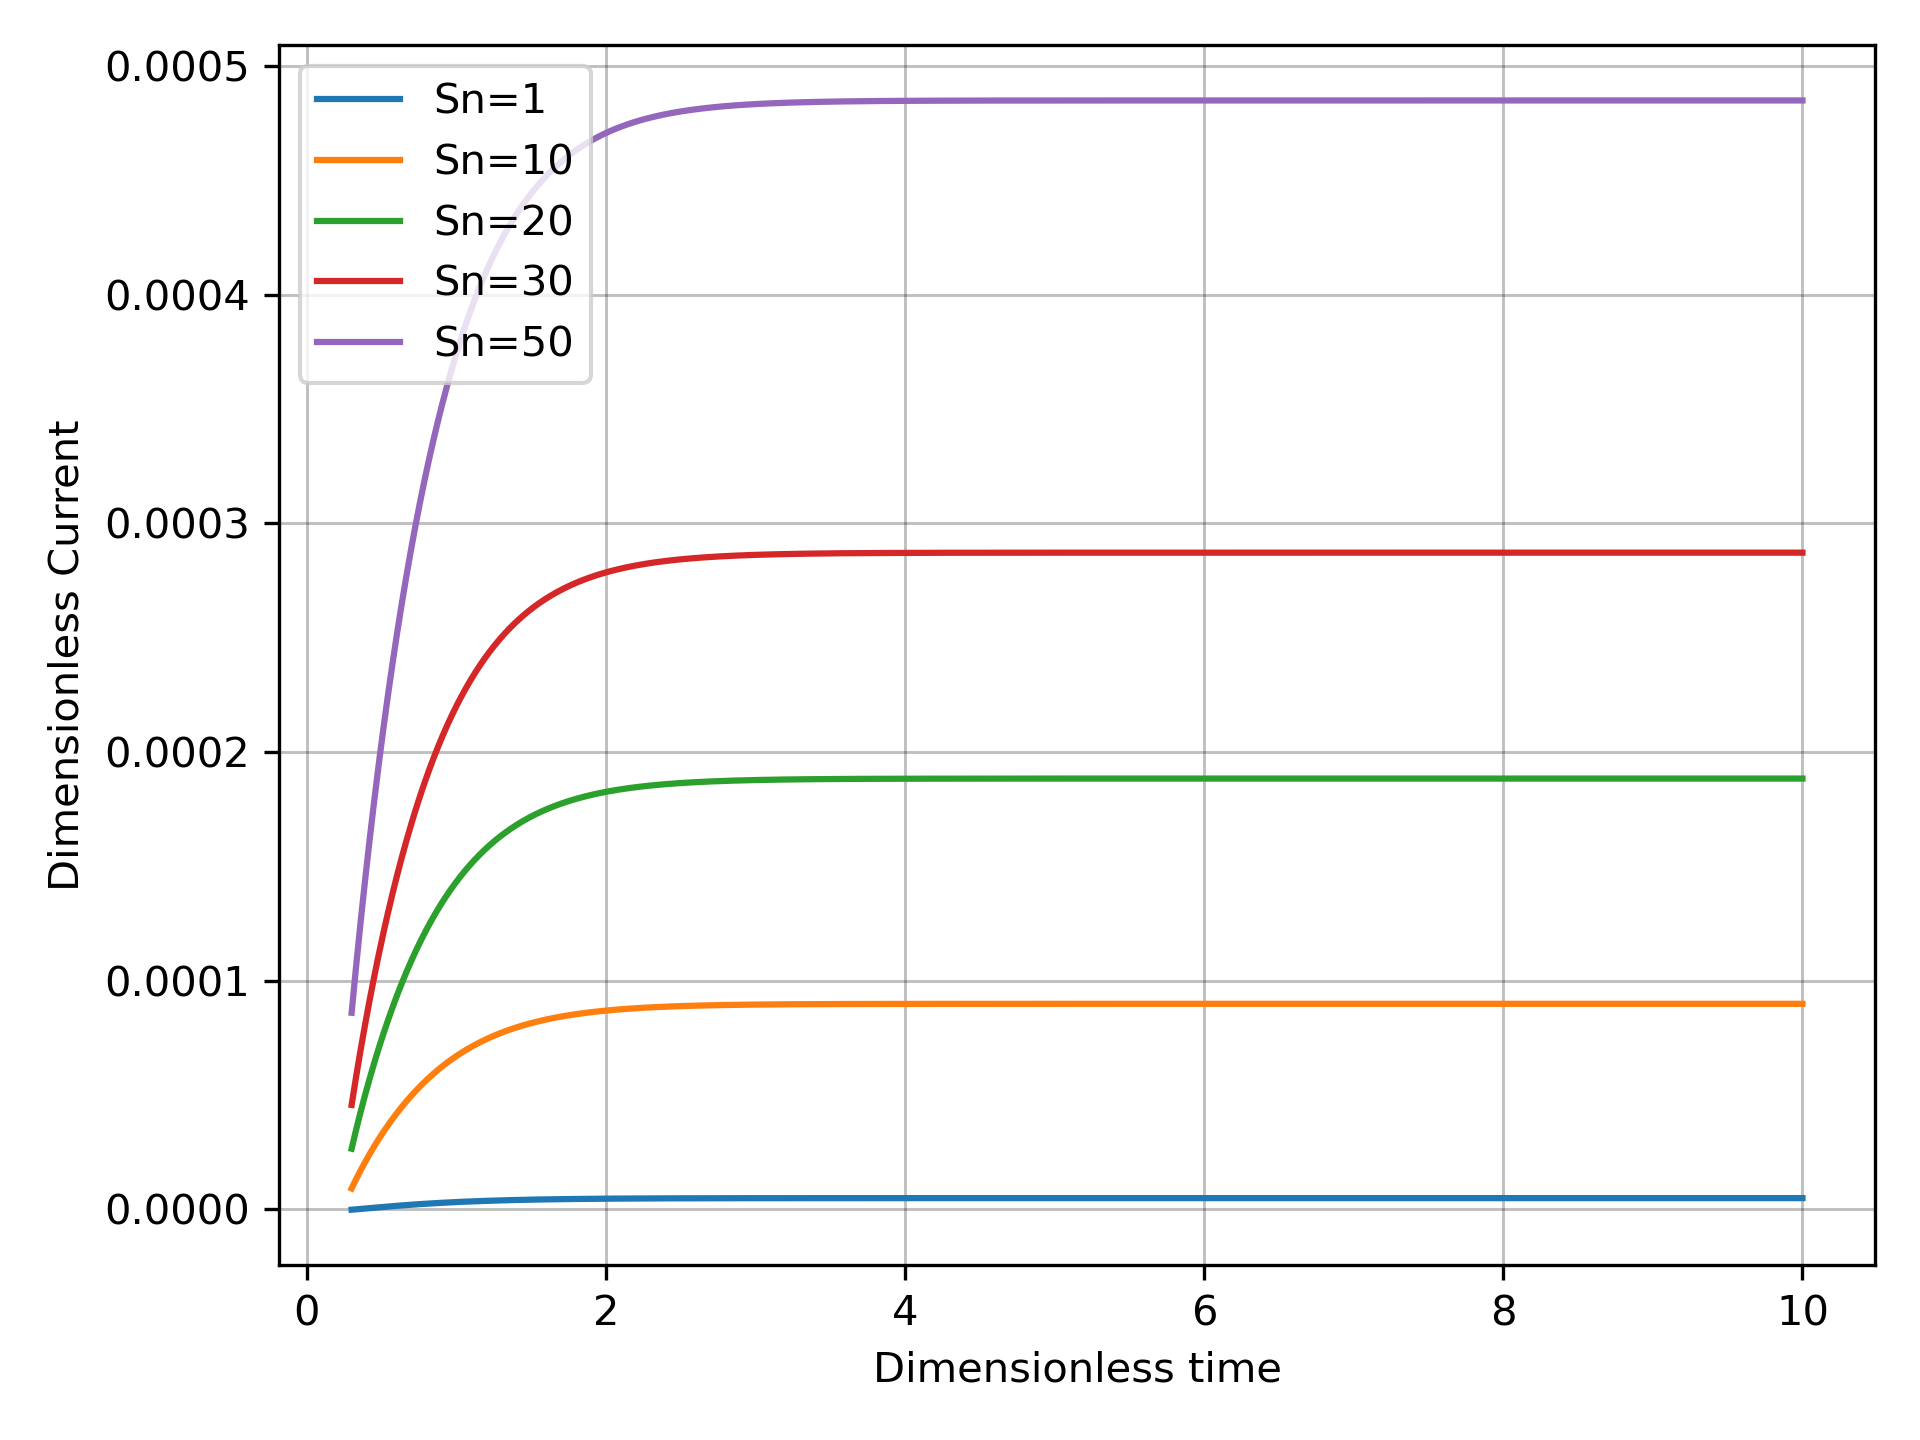 0.0005
0.0004
0.0003
0.0002
0.0001
0.0000
Dimensionless Current
Sn=1
Sn=10
Sn=20
Sn=30
Sn=50
0 2 4 6 8 10
Dimensionless time